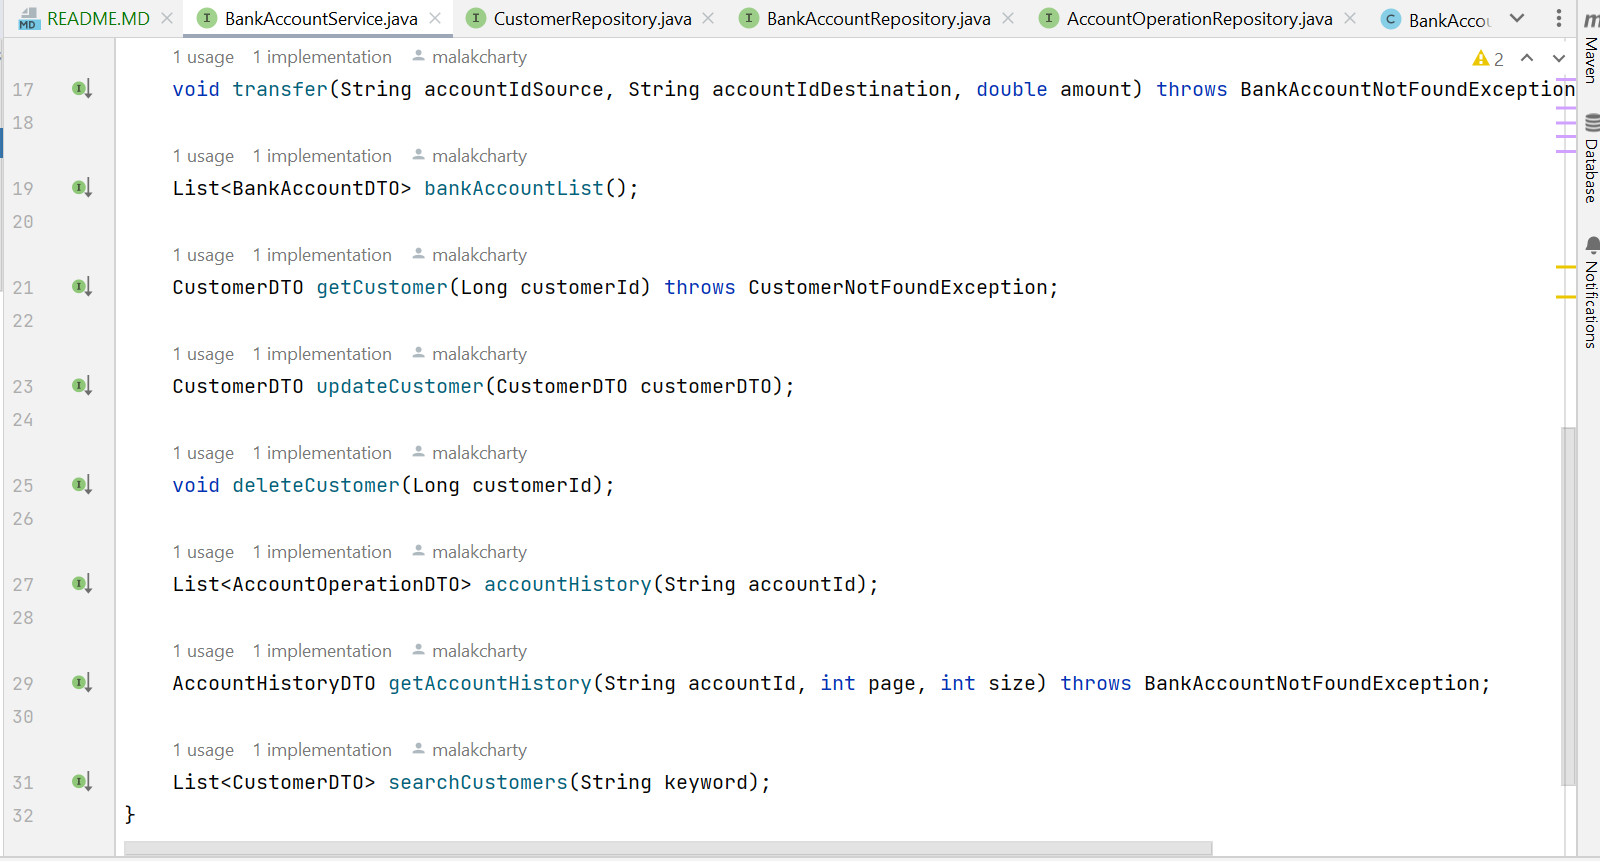 README.MD BankAccountService.java CustomerRepository.java BankAccountRepository.java AccountOperationRepository.java BankAccou
1 usage 1 implementation malakcharty 2
17 void transfer(String accountIdSource, String accountIdDestination, double amount) throws BankAccountNotFoundException
18
1 usage 1 implementation malakcharty
19 List<BankAccountDTO> bankAccountList();
20
1 usage 1 implementation malakcharty
21 CustomerDTO getCustomer(Long customerId) throws CustomerNotFoundException;
22
1 usage 1 implementation malakcharty
23 CustomerDTO updateCustomer(CustomerDTO customerDTO);
24
1 usage 1 implementation malakcharty
25 void deleteCustomer(Long customerId);
26
1 usage 1 implementation malakcharty
27 List<AccountOperationDTO> accountHistory(String accountId);
28
1 usage 1 implementation malakcharty
29 AccountHistoryDTO getAccountHistory(String accountId, int page, int size) throws BankAccountNotFoundException;
30
1 usage 1 implementation malakcharty
31 List<CustomerDTO> searchCustomers(String keyword);
32 }
Maven
Database
Notifications